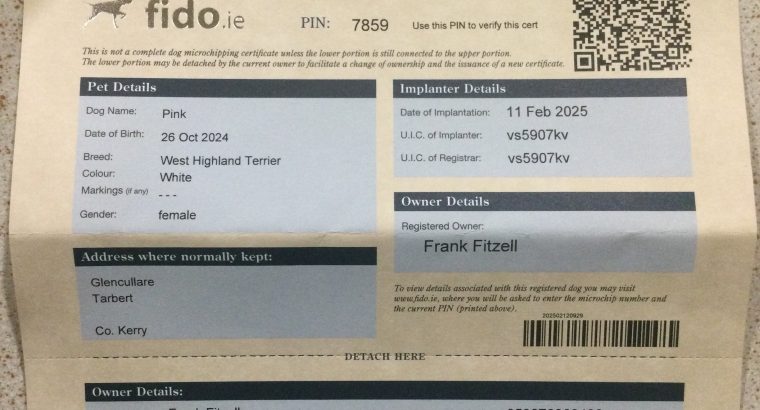 fido.ie
PIN: 7859 Use this PIN to verify this cert
This is not a complete dog microchipping certificate unless the lower portion is still connected to the upper portion.
The lower portion may be detached by the current owner to facilitate a change of ownership and the issuance of a new certificate.
Pet Details
Dog Name: Pink
Date of Birth: 26 Oct 2024
Breed: West Highland Terrier
Colour: White
Markings (if any) - - -
Gender: female
Implanter Details
Date of Implantation: 11 Feb 2025
U.I.C. of Implanter: vs5907kv
U.I.C. of Registrar: vs5907kv
Owner Details
Registered Owner:
Frank Fitzell
Address where normally kept:
Glencullare
Tarbert
Co. Kerry
To view details associated with this registered dog you may visit
www.fido.ie, where you will be asked to enter the microchip number and
the current PIN (printed above).
202502120929
DETACH HERE
Owner Details:
Frank Fitzell